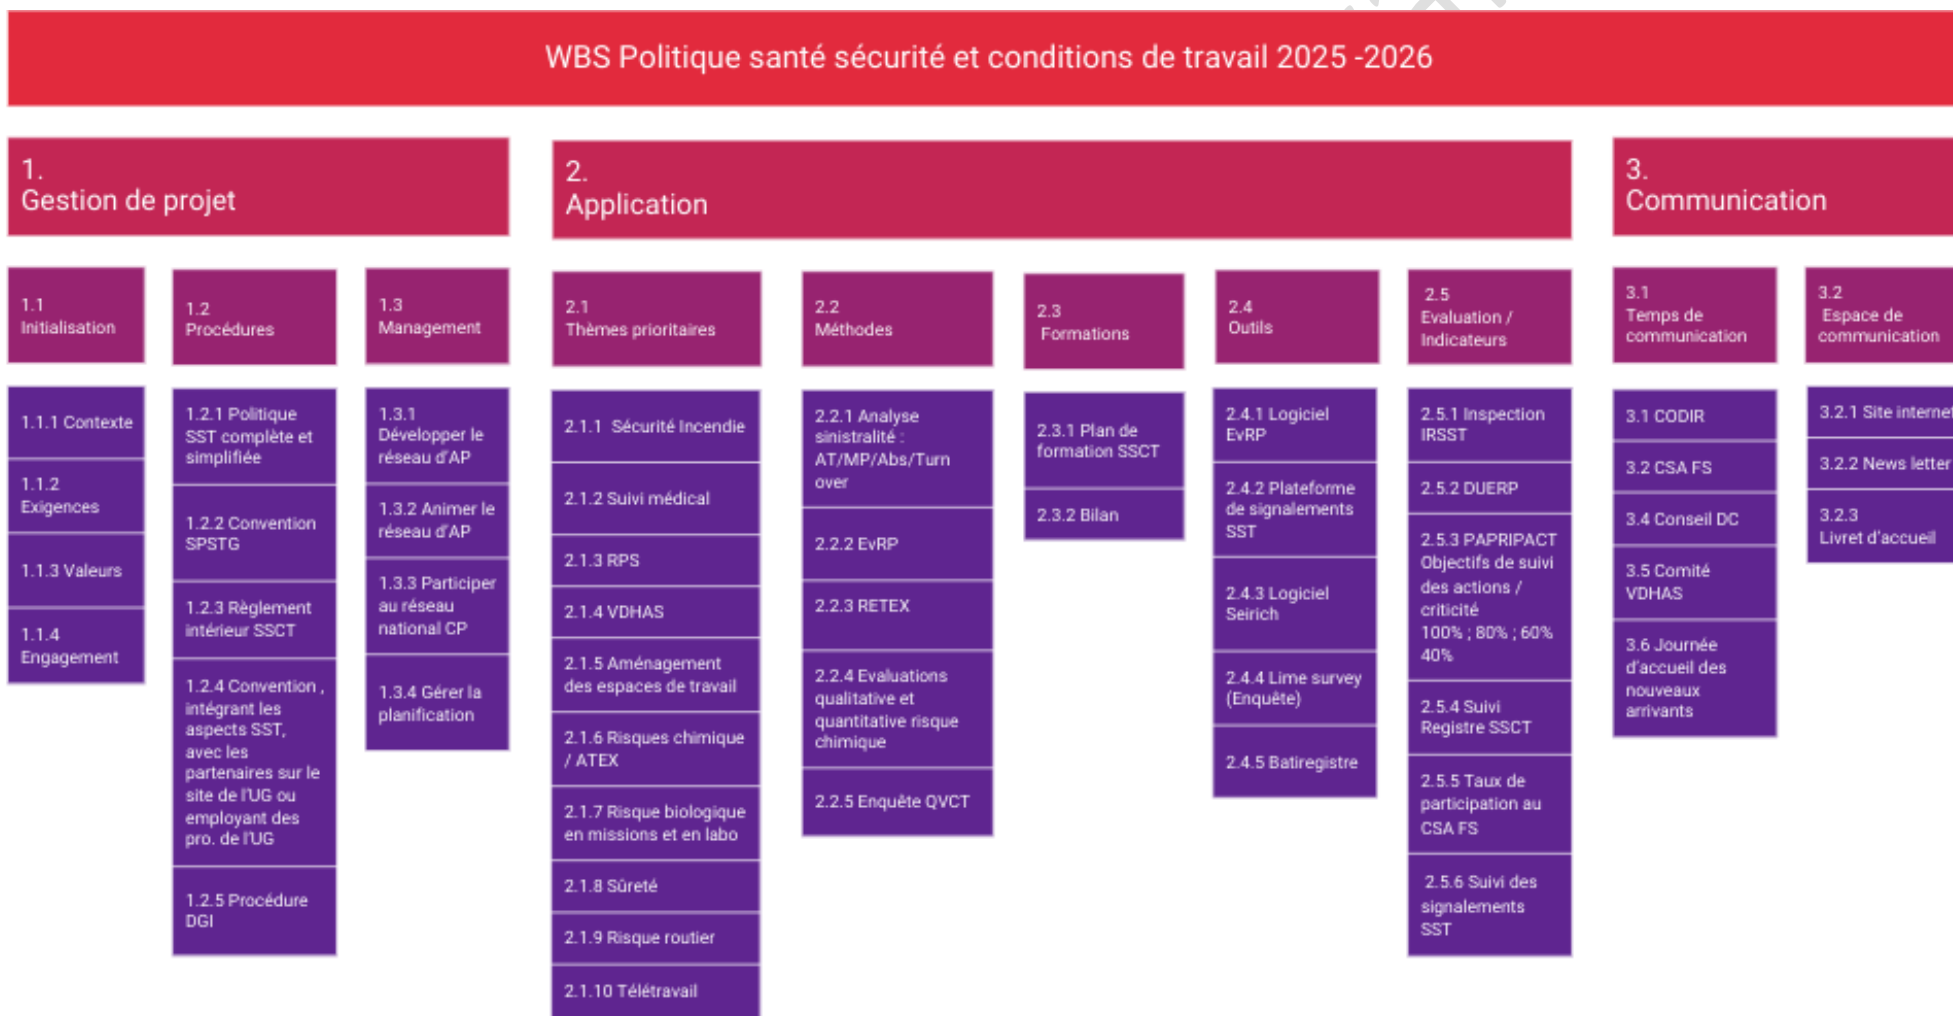 WBS Politique santé sécurité et conditions de travail 2025 -2026
1.
Gestion de projet
1.1
Initialisation
1.1.1 Contexte
1.1.2
Exigences
1.1.3 Valeurs
1.1.4
Engagement
1.2
Procédures
1.2.1 Politique
SST complète et
simplifiée
1.2.2 Convention
SPSTG
1.2.3 Règlement
intérieur SSCT
1.2.4 Convention ,
intégrant les
aspects SST,
avec les
partenaires sur le
site de l'UG ou
employant des
pro. de l'UG
1.2.5 Procédure
DGI
1.3
Management
1.3.1
Développer le
réseau d'AP
1.3.2 Animer le
réseau d'AP
1.3.3 Participer
au réseau
national CP
1.3.4 Gérer la
planification
2.
Application
2.1
Thèmes prioritaires
2.1.1 Sécurité Incendie
2.1.2 Suivi médical
2.1.3 RPS
2.1.4 VDHAS
2.1.5 Aménagement
des espaces de travail
2.1.6 Risques chimique
/ ATEX
2.1.7 Risque biologique
en missions et en labo
2.1.8 Sûreté
2.1.9 Risque routier
2.1.10 Télétravail
2.2
Méthodes
2.2.1 Analyse
sinistralité :
AT/MP/Abs/Turn
over
2.2.2 EvRP
2.2.3 RETEX
2.2.4 Evaluations
qualitative et
quantitative risque
chimique
2.2.5 Enquête QVCT
2.3
Formations
2.3.1 Plan de
formation SSCT
2.3.2 Bilan
2.4
Outils
2.4.1 Logiciel
EvRP
2.4.2 Plateforme
de signalements
SST
2.4.3 Logiciel
Seirich
2.4.4 Lime survey
(Enquête)
2.4.5 Batiregistre
2.5
Evaluation /
Indicateurs
2.5.1 Inspection
IRSST
2.5.2 DUERP
2.5.3 PAPRIPACT
Objectifs de suivi
des actions /
criticité
100% ; 80% ; 60%
40%
2.5.4 Suivi
Registre SSCT
2.5.5 Taux de
participation au
CSA FS
2.5.6 Suivi des
signalements
SST
3.
Communication
3.1
Temps de
communication
3.1 CODIR
3.2 CSA FS
3.4 Conseil DC
3.5 Comité
VDHAS
3.6 Journée
d'accueil des
nouveaux
arrivants
3.2
Espace de
communication
3.2.1 Site internet
3.2.2 News letter
3.2.3
Livret d'accueil